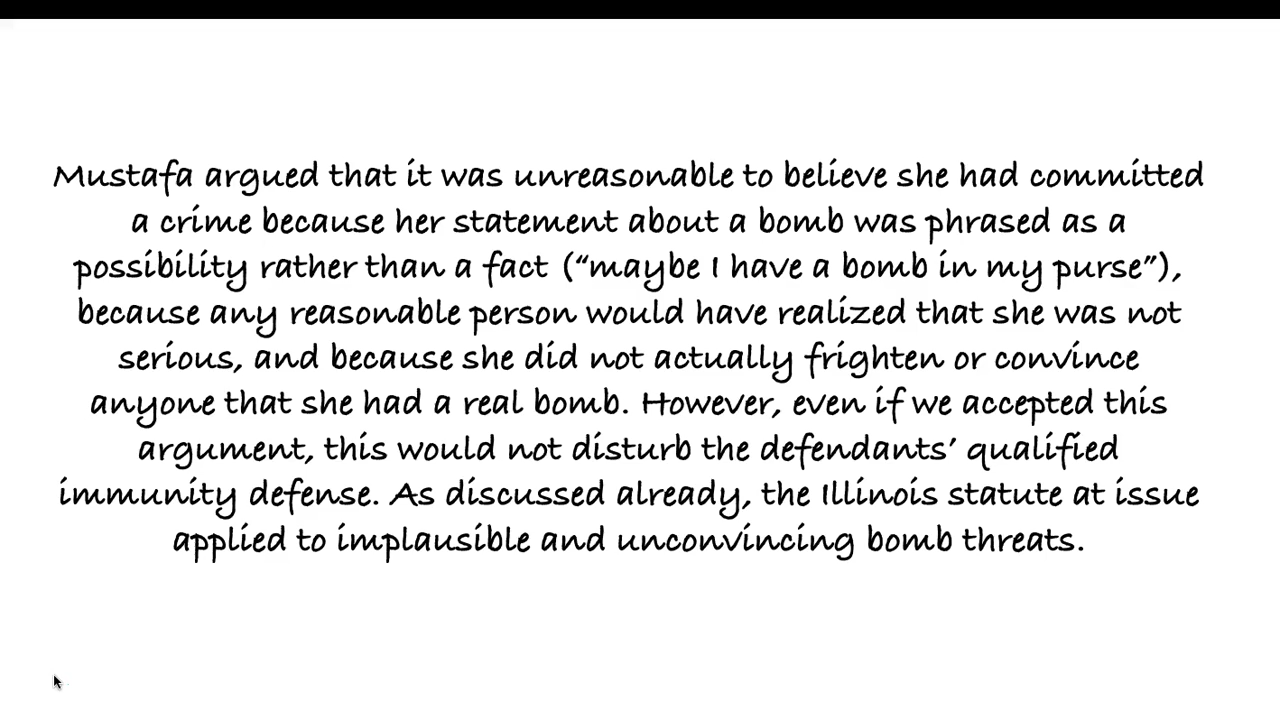 Mustafa argued that it was unreasonable to believe she had committed
a crime because her statement about a bomb was phrased as a
possibility rather than a fact (“maybe I have a bomb in my purse”),
because any reasonable person would have realized that she was not
serious, and because she did not actually frighten or convince
anyone that she had a real bomb. However, even if we accepted this
argument, this would not disturb the defendants’ qualified
immunity defense. As discussed already, the Illinois statute at issue
applied to implausible and unconvincing bomb threats.